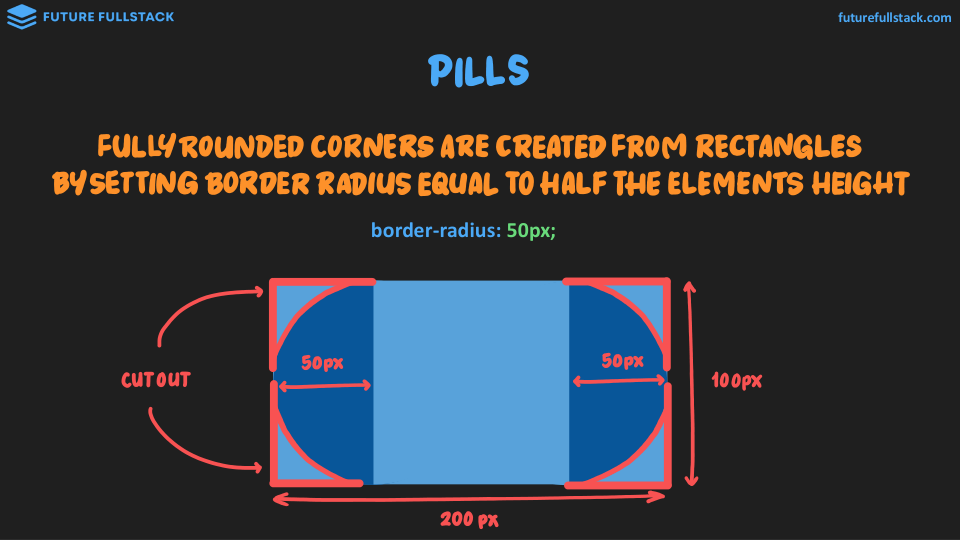 FUTURE FULLSTACK
futurefullstack.com
PILLS
FULLY ROUNDED CORNERS ARE CREATED FROM RECTANGLES
BY SETTING BORDER RADIUS EQUAL TO HALF THE ELEMENTS HEIGHT
border-radius: 50px;
50px
50px
CUT OUT
100px
200 px